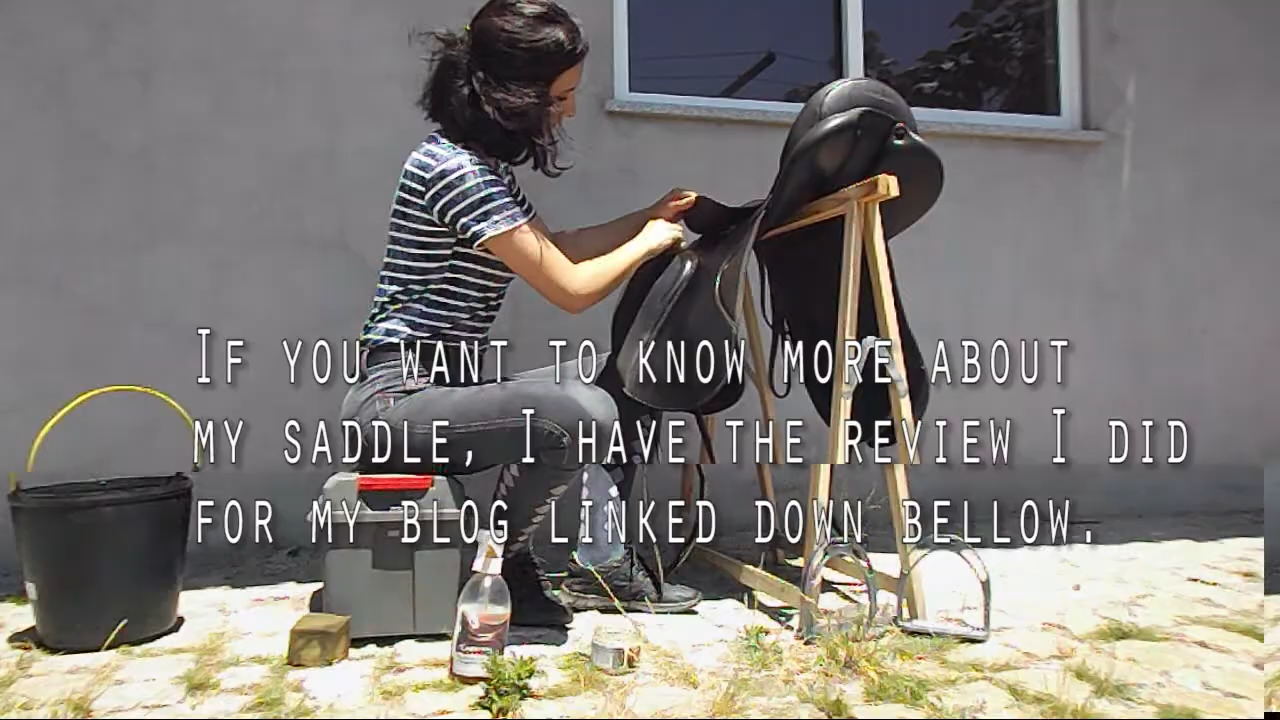 If you want to know more about
my saddle, I have the review I did
for my blog linked down bellow.